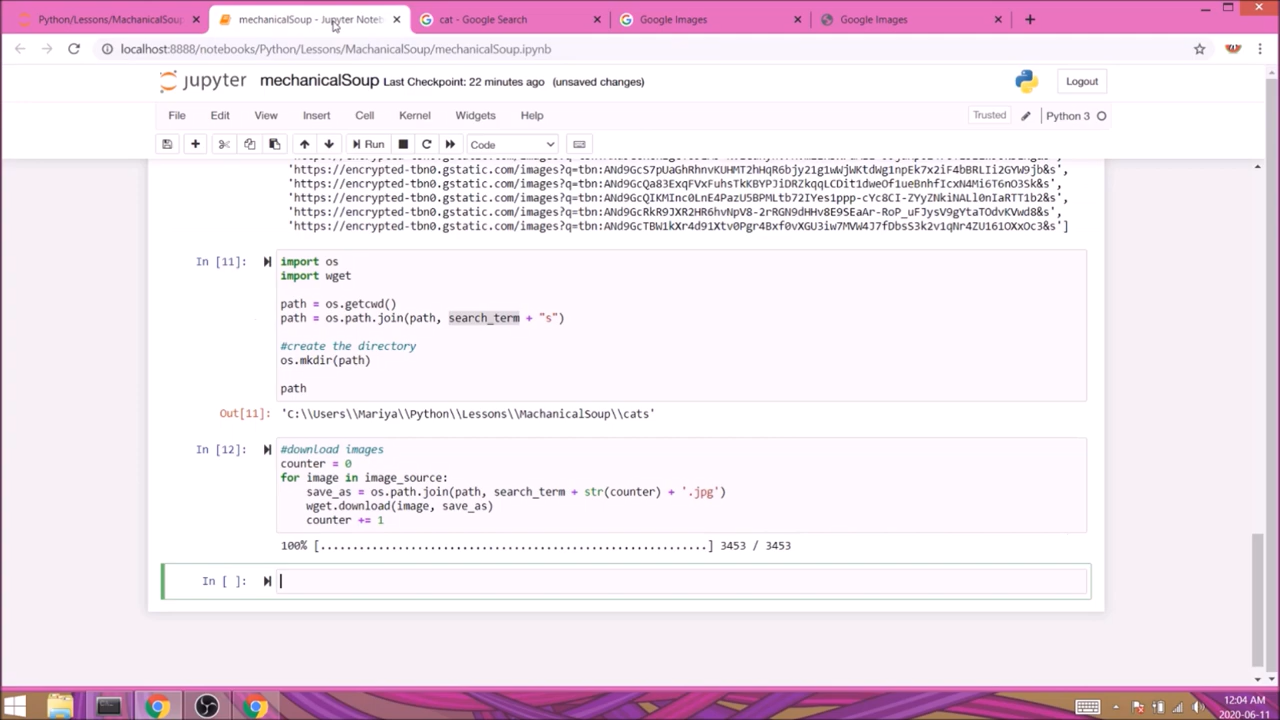 Python/Lessons/MachanicalSoup
mechanicalSoup - Jupyter Noteb
cat - Google Search
Google Images
Google Images
localhost:8888/notebooks/Python/Lessons/MachanicalSoup/mechanicalSoup.ipynb
jupyter mechanicalSoup Last Checkpoint: 22 minutes ago (unsaved changes)
Logout
File Edit View Insert Cell Kernel Widgets Help
Trusted
Python 3
Run
Code
'https://encrypted-tbn0.gstatic.com/images?q=tbn:ANd9GcS7pUaGhRhnvKUHMT2hHqR6bjy21g1wWjWKtdWg1npEk7x2iF4bBRLIi2GYW9jb&s',
'https://encrypted-tbn0.gstatic.com/images?q=tbn:ANd9GcQa83ExqFVxFuhsTkKBYPJiDRZkqqLCDit1dweOf1ueBnhfIcxN4Mi6T6nO3Sk&s',
'https://encrypted-tbn0.gstatic.com/images?q=tbn:ANd9GcQIKMInc0LnE4PazU5BPMLtb72IYes1ppp-cYc8CI-ZYyZNkiNALl0nIaRTT1b2&s',
'https://encrypted-tbn0.gstatic.com/images?q=tbn:ANd9GcRkR9JXR2HR6hvNpV8-2rRGN9dHHv8E9SEaAr-RoP_uFJysV9gYtaTOdvKVwd8&s',
'https://encrypted-tbn0.gstatic.com/images?q=tbn:ANd9GcTBW1kXr4d91Xtv0Pgr4Bxf0vXGU3iw7MVW4J7fDbsS3k2v1qNr4ZU161OXxOc3&s']
In [11]:
import os
import wget
path = os.getcwd()
path = os.path.join(path, search_term + "s")
#create the directory
os.mkdir(path)
path
Out[11]: 'C:\\Users\\Mariya\\Python\\Lessons\\MachanicalSoup\\cats'
In [12]:
#download images
counter = 0
for image in image_source:
    save_as = os.path.join(path, search_term + str(counter) + '.jpg')
    wget.download(image, save_as)
    counter += 1
100% [......................................................................] 3453 / 3453
In [ ]:
12:04 AM
2020-06-11